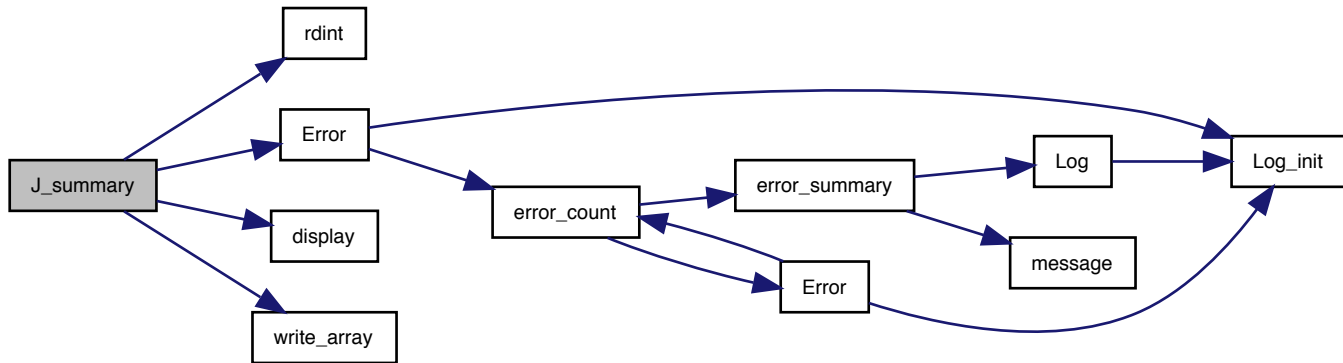 rdint
Error
J_summary
display
write_array
error_count
error_summary
Error
Log
message
Log_init